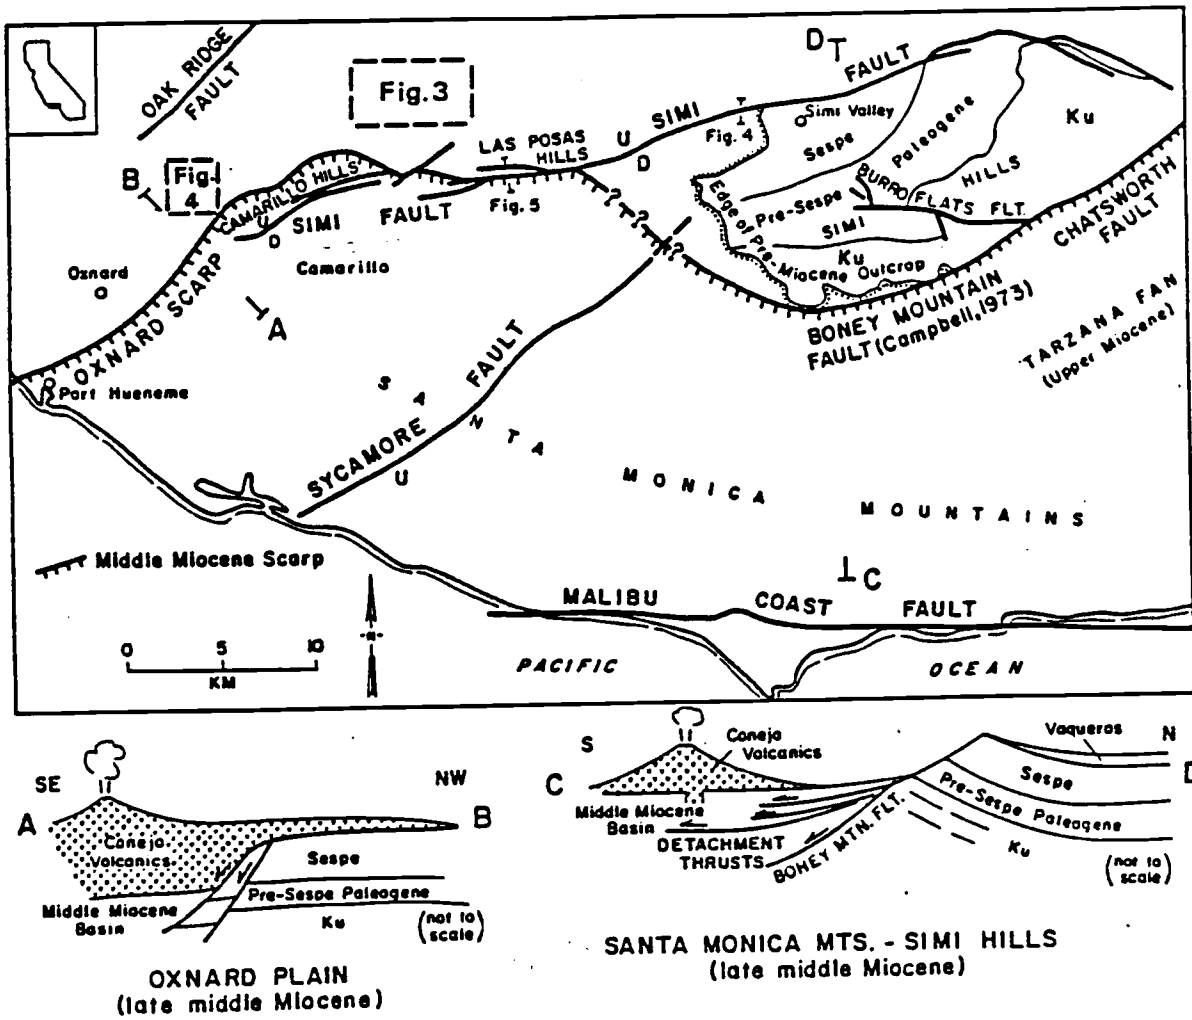 OAK RIDGE
FAULT
Fig.3
D
FAULT
SIMI
U
D
LAS POSAS
HILLS
Fig. 4
Simi Valley
Sespe
Paleogene
Ku
B
Fig.
4
CAMARILLO HILLS
U
D
SIMI FAULT
Fig. 5
Edge of Pre-Miocene Outcrop
Pre-Sespe
BURRO FLATS FLT.
SIMI
HILLS
Ku
CHATSWORTH
FAULT
? ?
? ?
Oxnard
Camarillo
OXNARD SCARP
A
BONEY MOUNTAIN
FAULT (Campbell, 1973)
TARZANA FAN
(Upper Miocene)
Port Hueneme
SYCAMORE FAULT
U
SANTA MONICA MOUNTAINS
Middle Miocene Scarp
C
MALIBU COAST FAULT
0 5 10
KM
N
PACIFIC OCEAN
SE
NW
A
B
Conejo
Volcanics
Sespe
Pre-Sespe Paleogene
Middle Miocene
Basin
Ku
(not to
scale)
OXNARD PLAIN
(late middle Miocene)
S
N
C
D
Conejo
Volcanics
Vaqueros
Sespe
Middle Miocene
Basin
Pre-Sespe Paleogene
DETACHMENT
THRUSTS
BONEY MTN. FLT.
Ku
(not to
scale)
SANTA MONICA MTS. - SIMI HILLS
(late middle Miocene)